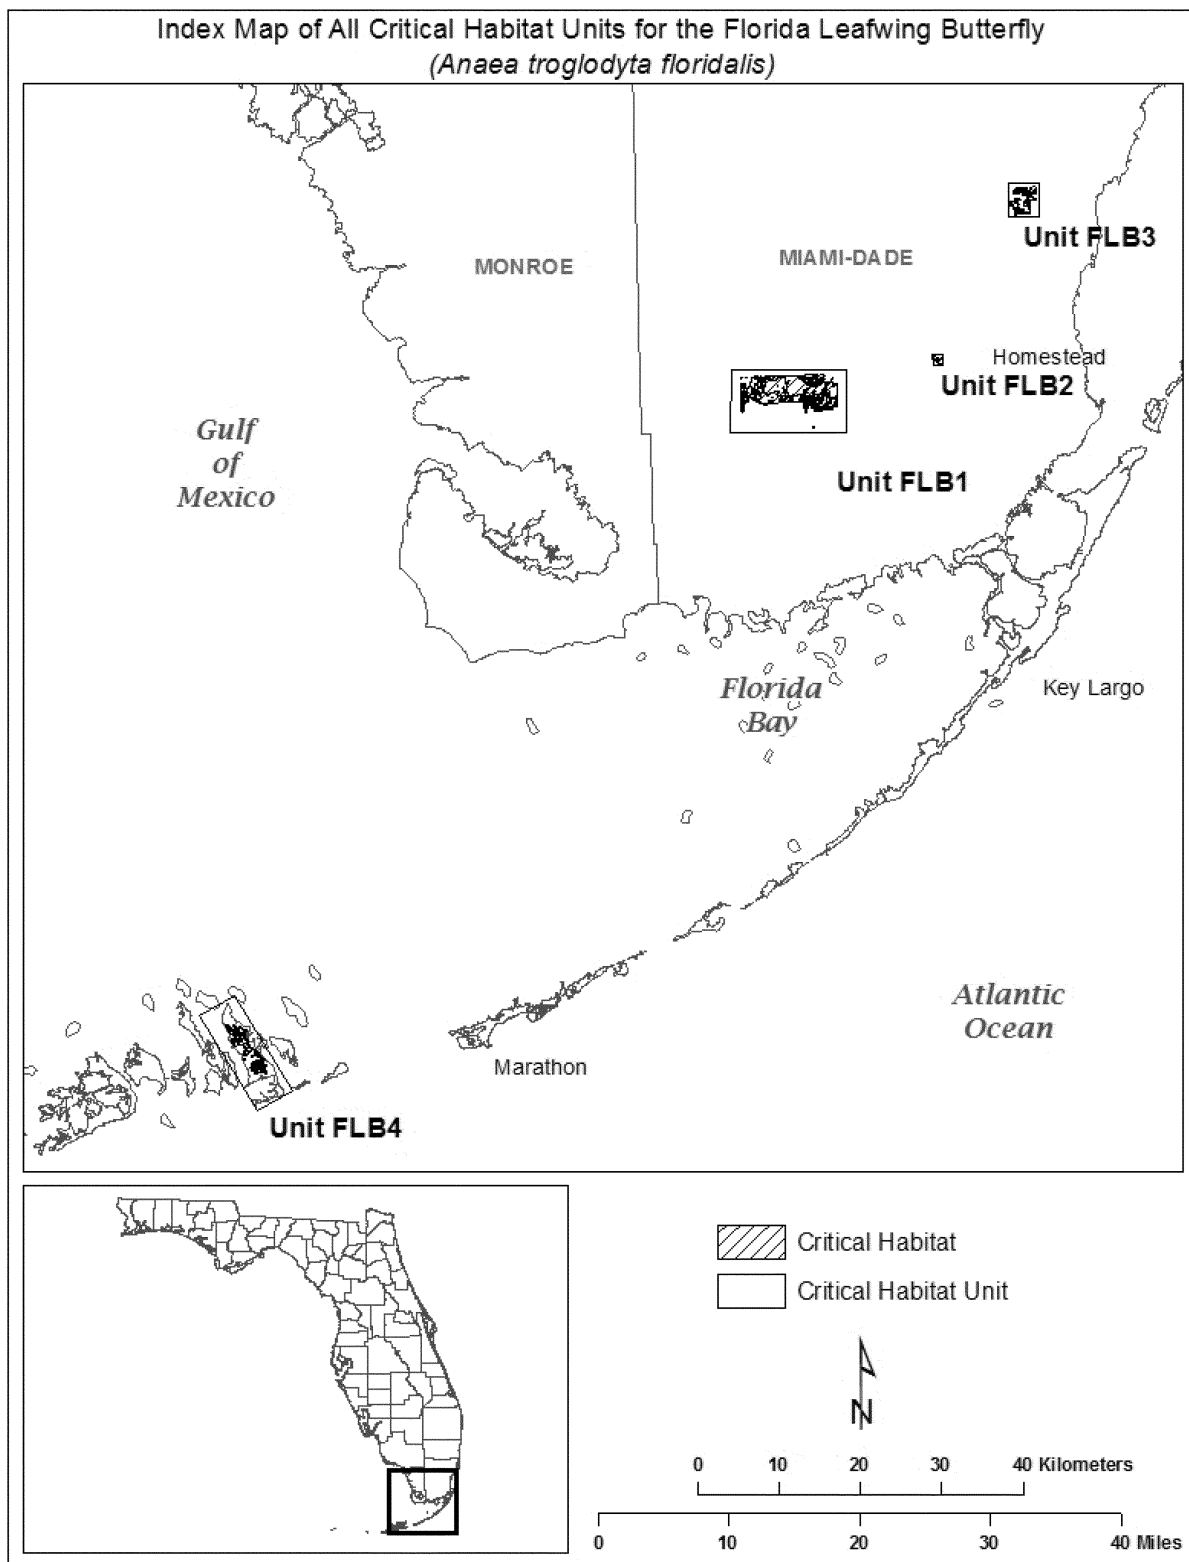 Index Map of All Critical Habitat Units for the Florida Leafwing Butterfly
(Anaea troglodyta floridalis)
Unit FLB3
MONROE
MIAMI-DADE
Homestead
Unit FLB2
Gulf
of
Mexico
Unit FLB1
Florida
Bay
Key Largo
Atlantic
Ocean
Marathon
Unit FLB4
Critical Habitat
Critical Habitat Unit
N
0 10 20 30 40 Kilometers
0 10 20 30 40 Miles